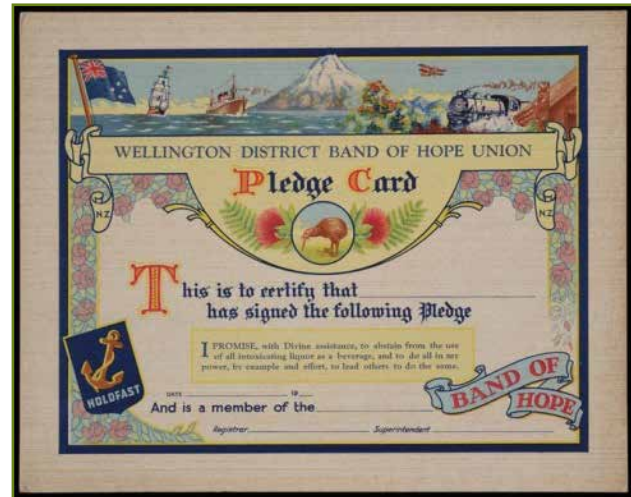 WELLINGTON DISTRICT BAND OF HOPE UNION
Pledge Card
N.Z
N.Z
This is to certify that
has signed the following Pledge
I PROMISE, with Divine assistance, to abstain from the use
of all intoxicating liquor as a beverage, and to do all in my
power, by example and effort, to lead others to do the same.
HOLDFAST
DATE 19
And is a member of the
BAND OF
HOPE
Registrar Superintendent